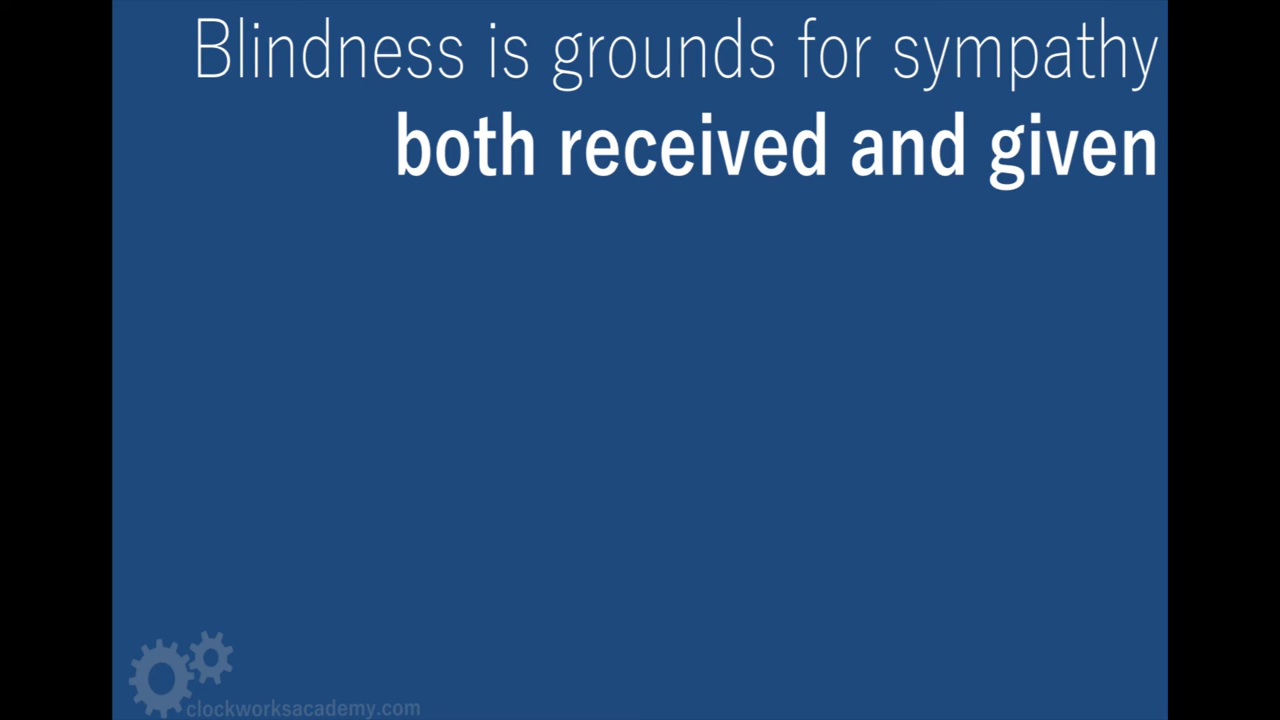 Blindness is grounds for sympathy
both received and given
clockworksacademy.com